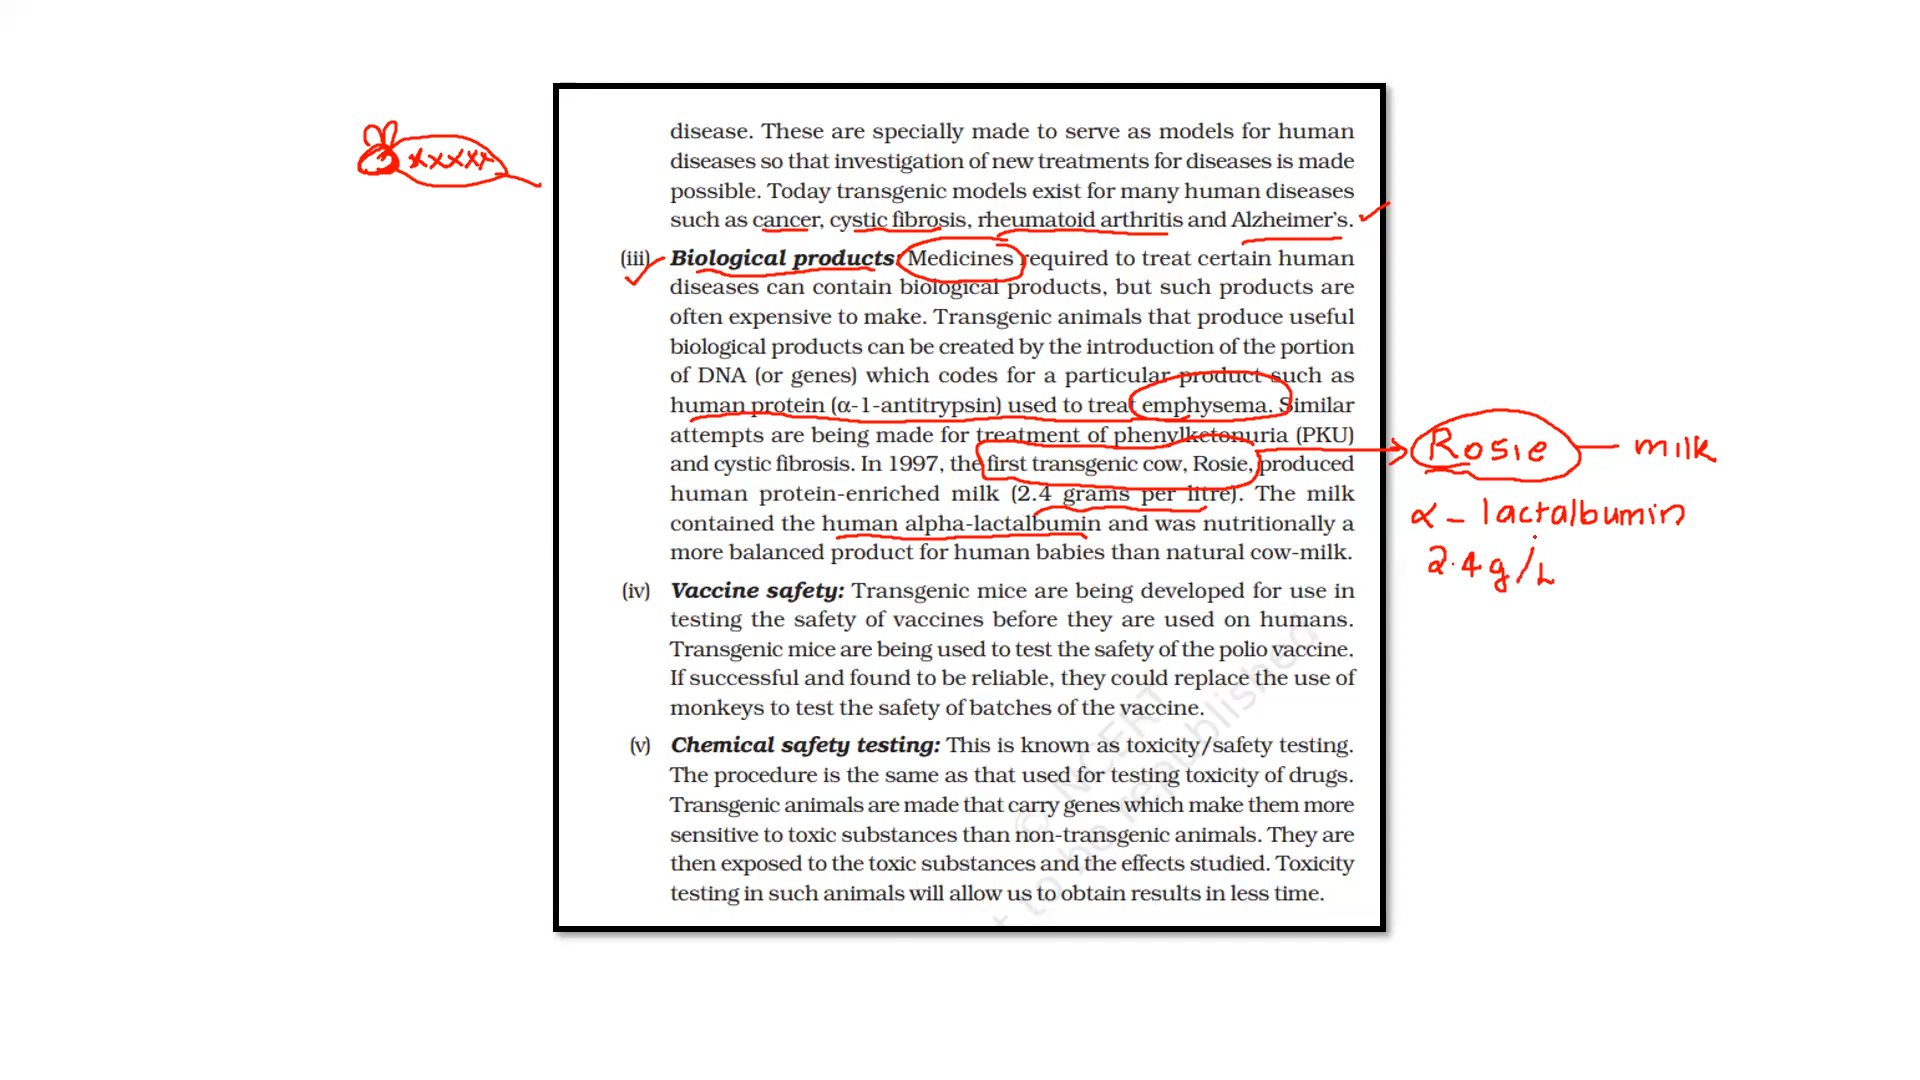 disease. These are specially made to serve as models for human
diseases so that investigation of new treatments for diseases is made
possible. Today transgenic models exist for many human diseases
such as cancer, cystic fibrosis, rheumatoid arthritis and Alzheimer's.
(iii) Biological products: Medicines required to treat certain human
diseases can contain biological products, but such products are
often expensive to make. Transgenic animals that produce useful
biological products can be created by the introduction of the portion
of DNA (or genes) which codes for a particular product such as
human protein (α-1-antitrypsin) used to treat emphysema. Similar
attempts are being made for treatment of phenylketonuria (PKU)
and cystic fibrosis. In 1997, the first transgenic cow, Rosie, produced
human protein-enriched milk (2.4 grams per litre). The milk
contained the human alpha-lactalbumin and was nutritionally a
more balanced product for human babies than natural cow-milk.
(iv) Vaccine safety: Transgenic mice are being developed for use in
testing the safety of vaccines before they are used on humans.
Transgenic mice are being used to test the safety of the polio vaccine.
If successful and found to be reliable, they could replace the use of
monkeys to test the safety of batches of the vaccine.
(v) Chemical safety testing: This is known as toxicity/safety testing.
The procedure is the same as that used for testing toxicity of drugs.
Transgenic animals are made that carry genes which make them more
sensitive to toxic substances than non-transgenic animals. They are
then exposed to the toxic substances and the effects studied. Toxicity
testing in such animals will allow us to obtain results in less time.
Rosie — milk
α - lactalbumin
2.4g/L
xxxxx
© NCERT
to be republished